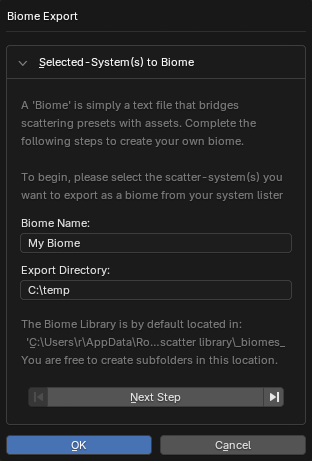 Biome Export
Selected-System(s) to Biome
A 'Biome' is simply a text file that bridges
scattering presets with assets. Complete the
following steps to create your own biome.
To begin, please select the scatter-system(s) you
want to export as a biome from your system lister
Biome Name:
My Biome
Export Directory:
C:\temp
The Biome Library is by default located in:
'C:\Users\r\AppData\Ro...scatter library\_biomes_
You are free to create subfolders in this location.
Next Step
OK Cancel